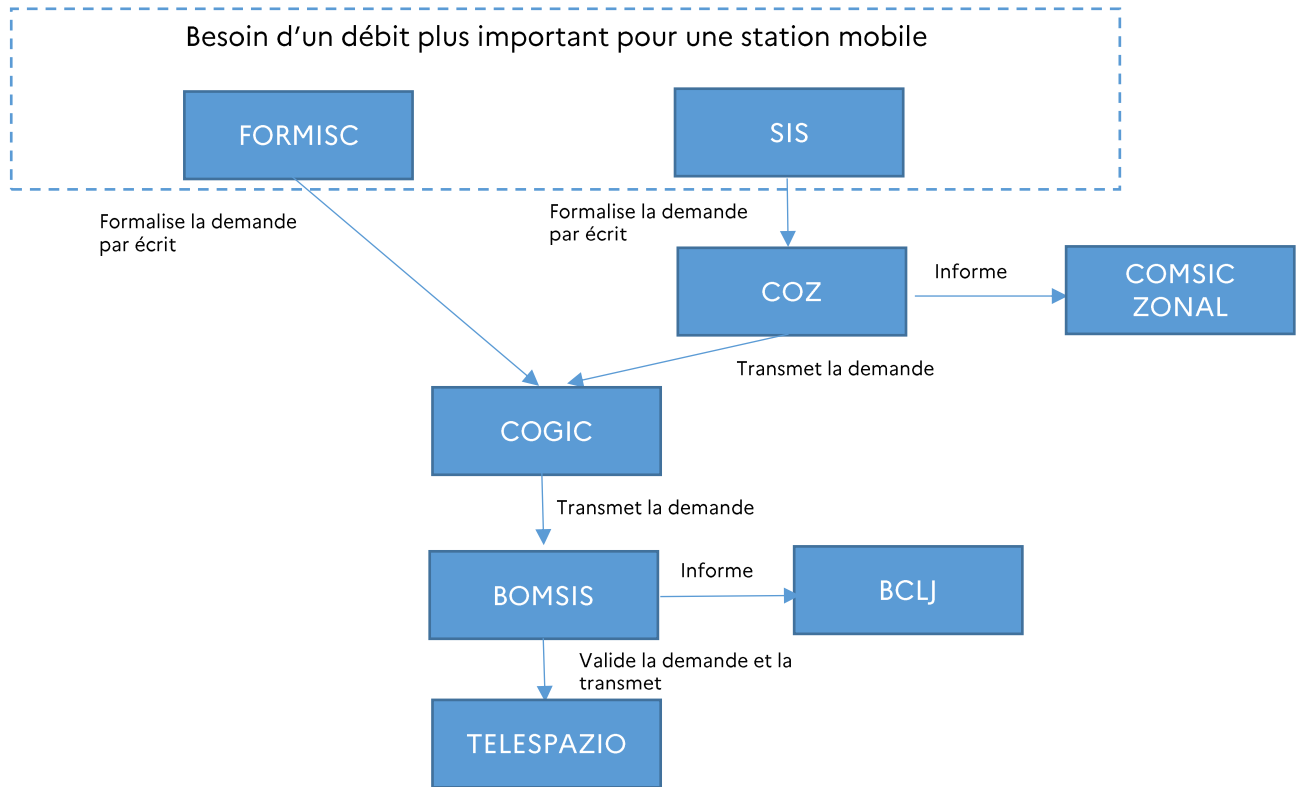 Besoin d’un débit plus important pour une station mobile
FORMISC
SIS
Formalise la demande
par écrit
Formalise la demande
par écrit
COZ
Informe
COMSIC
ZONAL
Transmet la demande
COGIC
Transmet la demande
BOMSIS
Informe
BCLJ
Valide la demande et la
transmet
TELESPAZIO